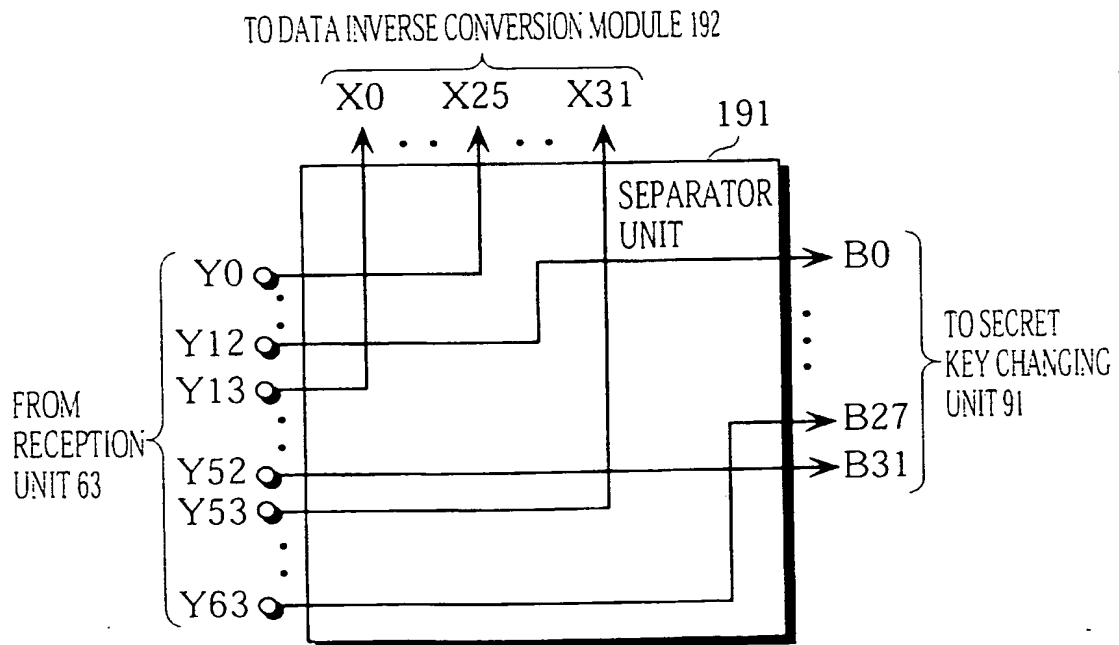 TO DATA INVERSE CONVERSION MODULE 192
X0 X25 X31
191
SEPARATOR
UNIT
Y0
Y12
Y13
Y52
Y53
Y63
FROM
RECEPTION
UNIT 63
B0
B27
B31
TO SECRET
KEY CHANGING
UNIT 91